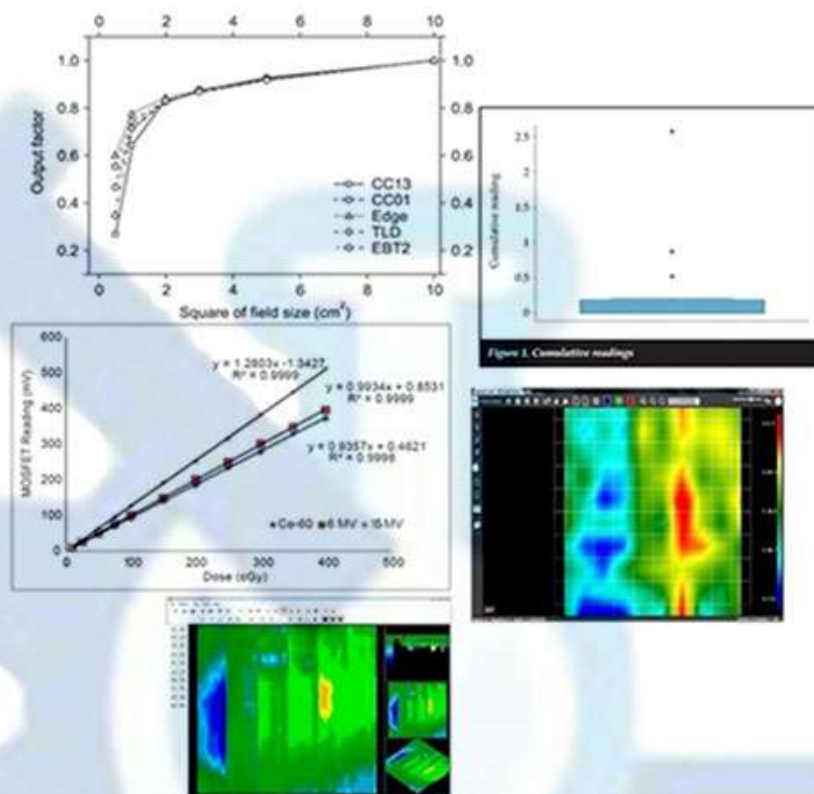 0 2 4 6 8 10
1.0 1.0
0.8 0.8
0.6 0.6
0.4 0.4
0.2 0.2
Output factor
CC13
CC01
Edge
TLD
EBT2
0 2 4 6 8 10
Square of field size (cm²)
2.5
2
1.5
1
0.5
0
Cumulative reading
Figure 1. Cumulative readings
600
500
400
300
200
100
0
MOSFET Reading (mV)
y = 1.2803x -1.3427
R² = 0.9999
y = 0.9934x + 0.8531
R² = 0.9999
y = 0.9357x + 0.4621
R² = 0.9998
Co-60 6 MV 15 MV
0 100 200 300 400 500
Dose (cGy)